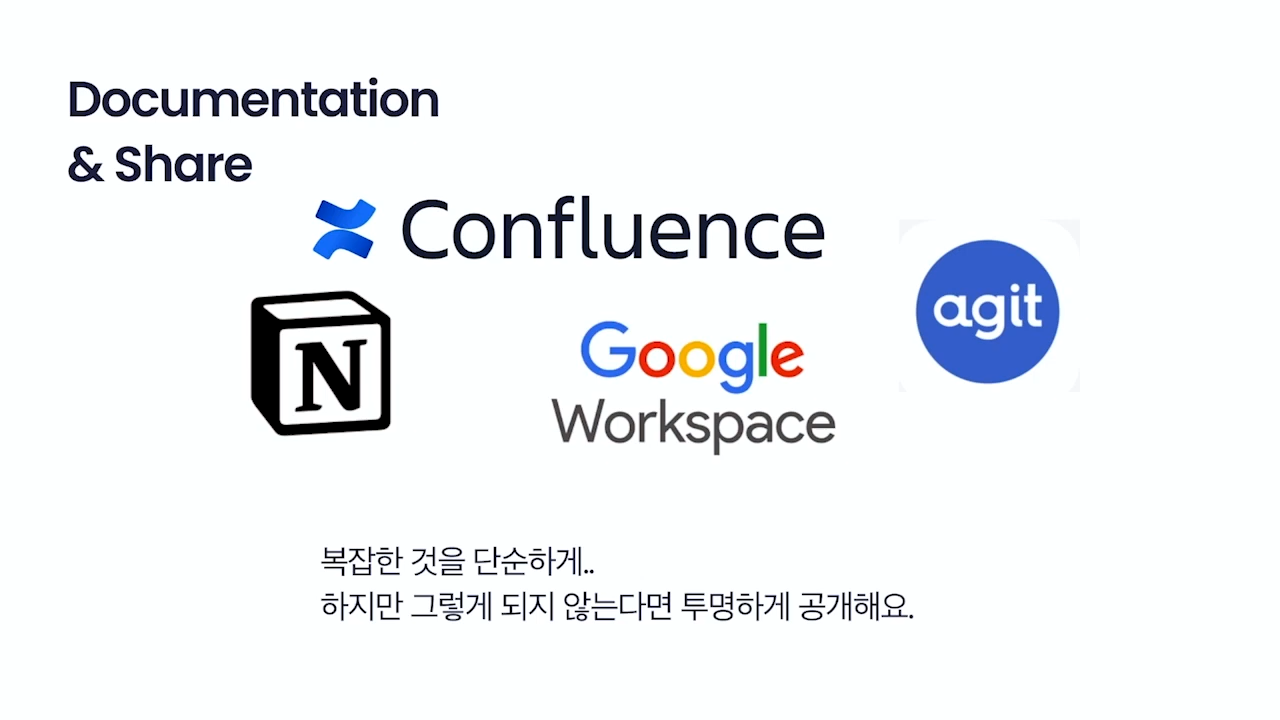 Documentation
& Share
Confluence
agit
N
Google
Workspace
복잡한 것을 단순하게..
하지만 그렇게 되지 않는다면 투명하게 공개해요.